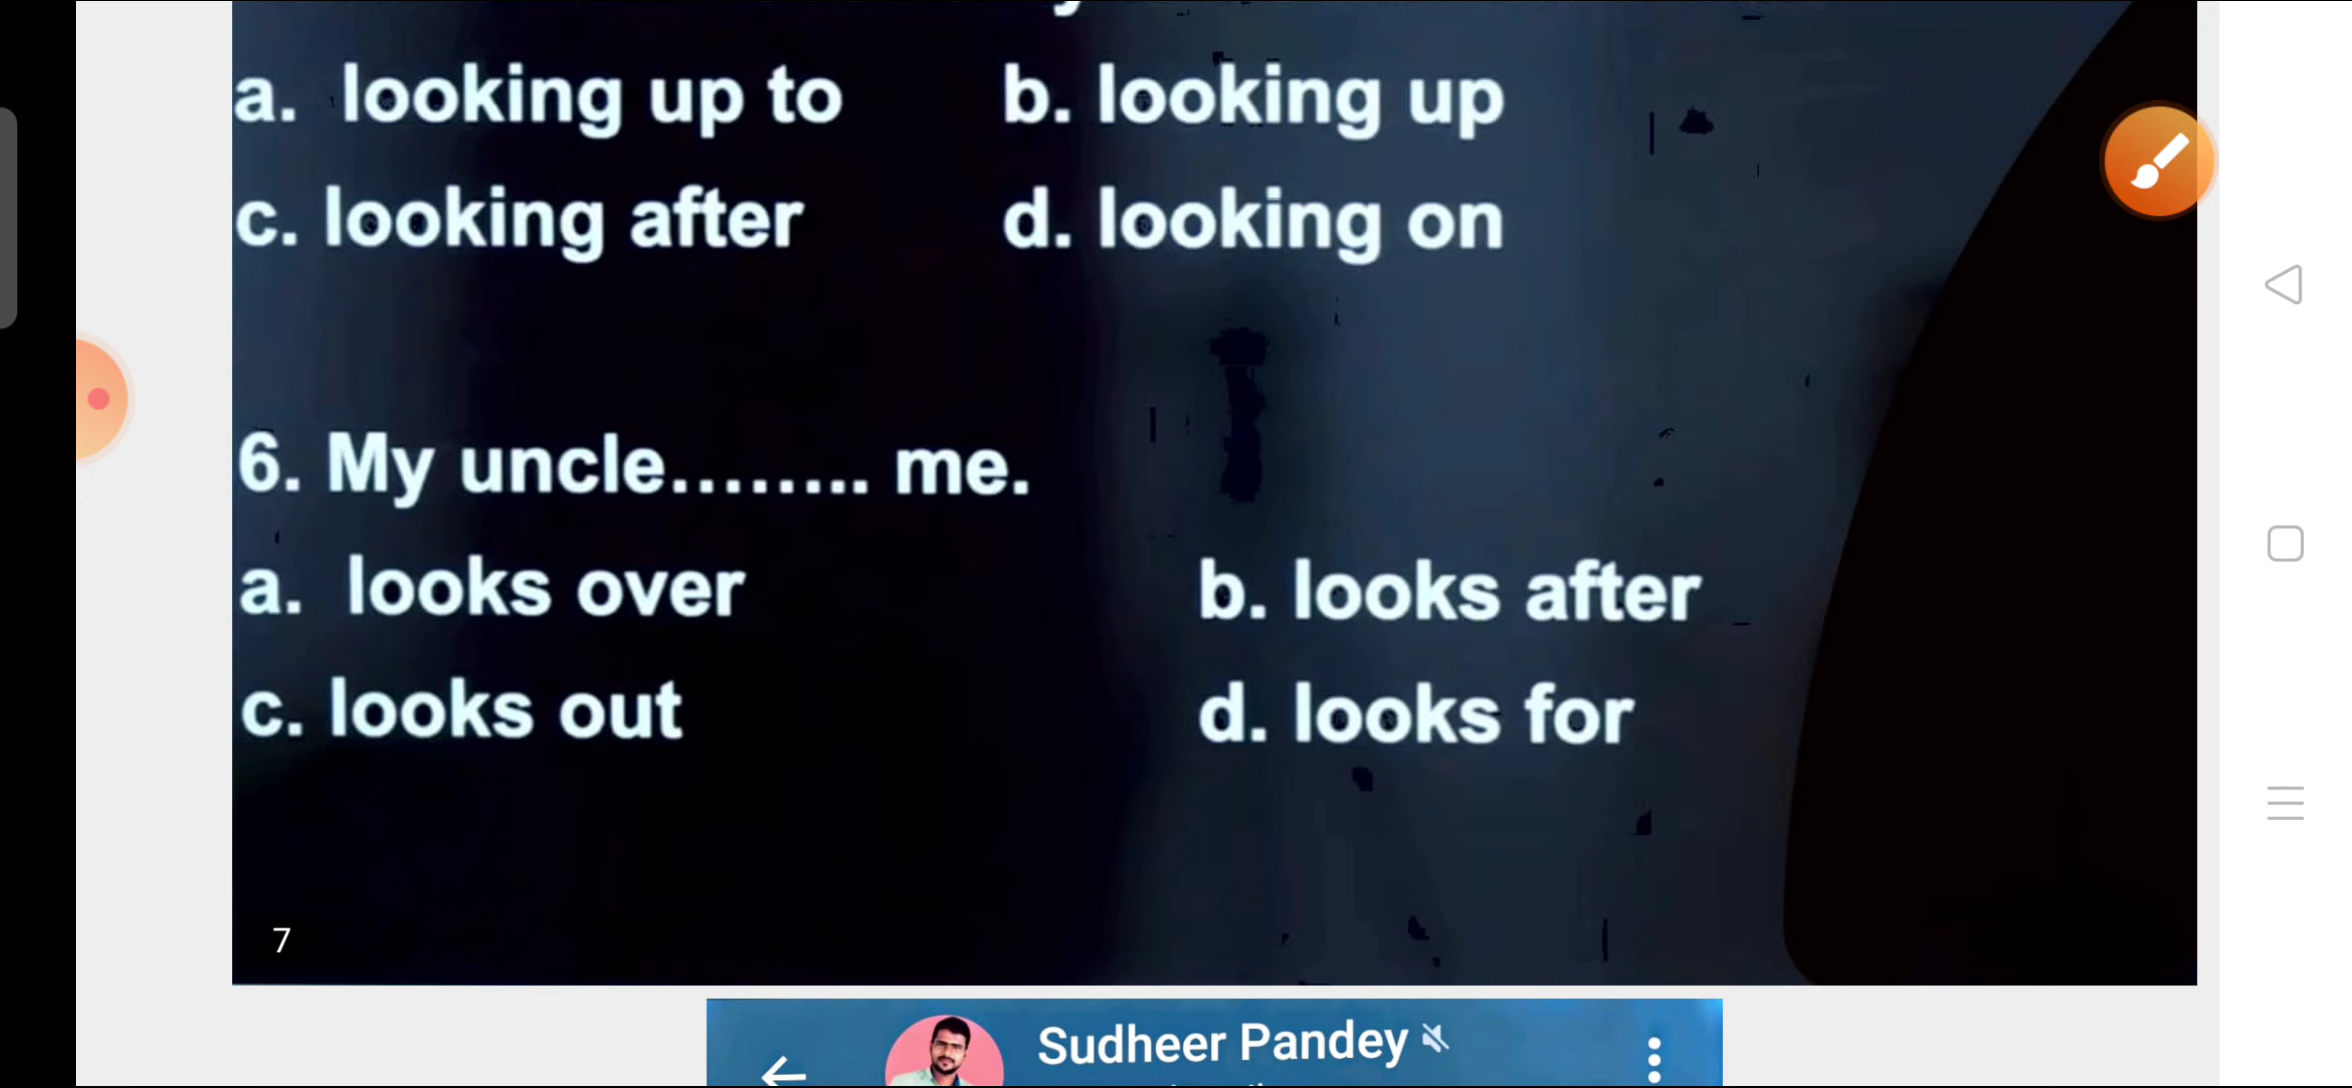 a. looking up to b. looking up
c. looking after d. looking on
6. My uncle........ me.
a. looks over b. looks after
c. looks out d. looks for
7
Sudheer Pandey